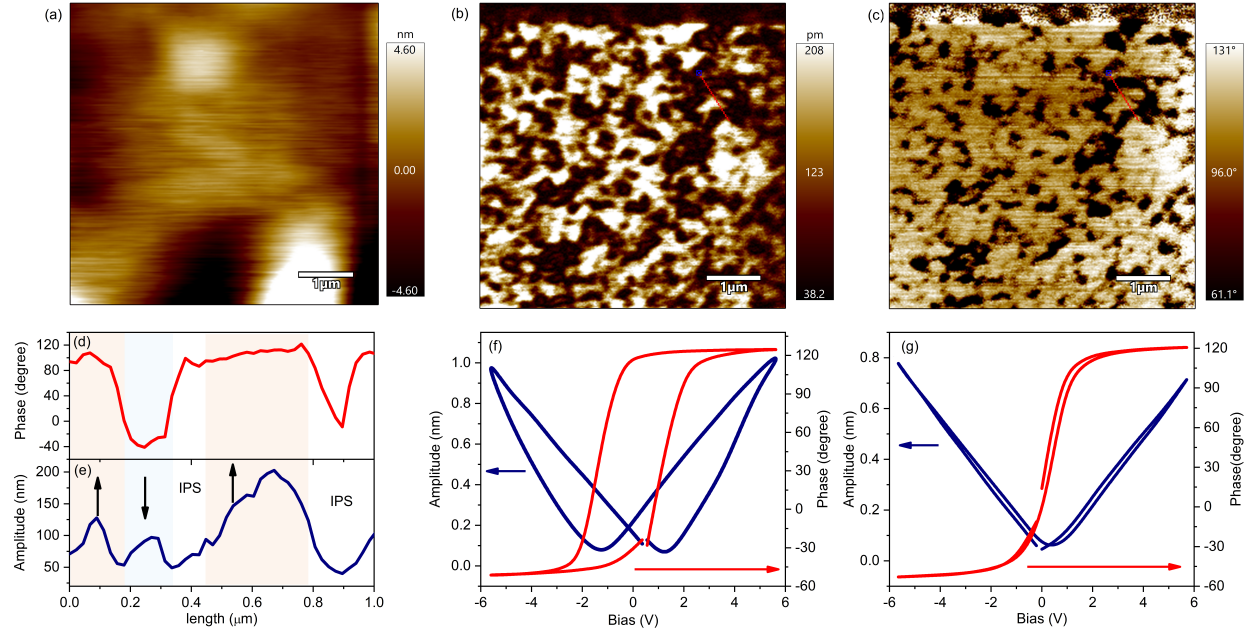 (a)
nm
4.60
0.00
-4.60
1µm
(b)
pm
208
123
38.2
1µm
(c)
131°
96.0°
61.1°
1µm
(d)
Phase (degree)
120
80
40
0
-40
(e)
IPS
IPS
Amplitude (nm)
200
150
100
50
0.0 0.2 0.4 0.6 0.8 1.0
length (µm)
(f)
Amplitude (nm)
1.0
0.8
0.6
0.4
0.2
0.0
120
90
60
30
0
-30
-60
Phase(degree)
-6 -4 -2 0 2 4 6
Bias (V)
(g)
Amplitude (nm)
0.8
0.6
0.4
0.2
0.0
120
90
60
30
0
-30
-60
Phase(degree)
-6 -4 -2 0 2 4 6
Bias (V)